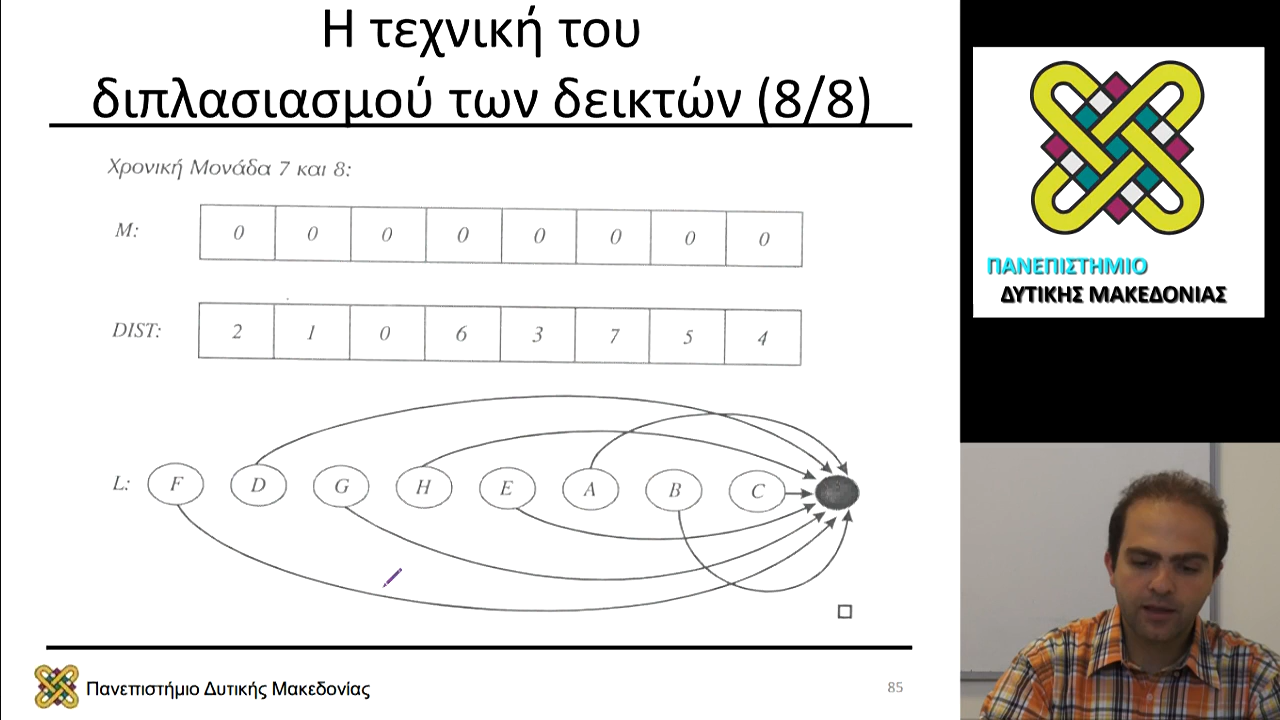 Η τεχνική του
διπλασιασμού των δεικτών (8/8)
Χρονική Μονάδα 7 και 8:
M: 0 0 0 0 0 0 0 0
DIST: 2 1 0 6 3 7 5 4
L: F D G H E A B C
Πανεπιστήμιο Δυτικής Μακεδονίας
85
ΠΑΝΕΠΙΣΤΗΜΙΟ
ΔΥΤΙΚΗΣ ΜΑΚΕΔΟΝΙΑΣ